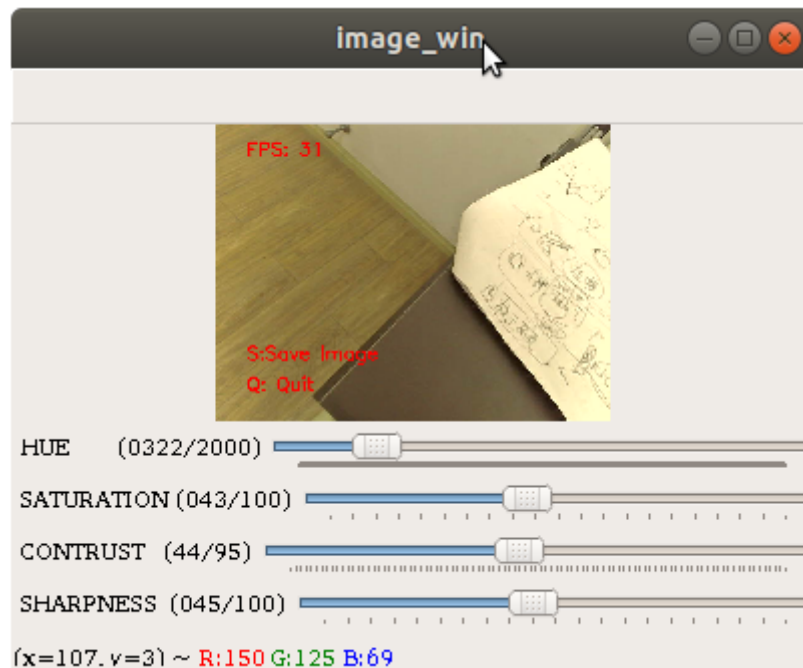 image_win
FPS: 31
S:Save Image
Q: Quit
HUE (0322/2000)
SATURATION (043/100)
CONTRUST (44/95)
SHARPNESS (045/100)
(x=107, y=3) ~ R:150 G:125 B:69